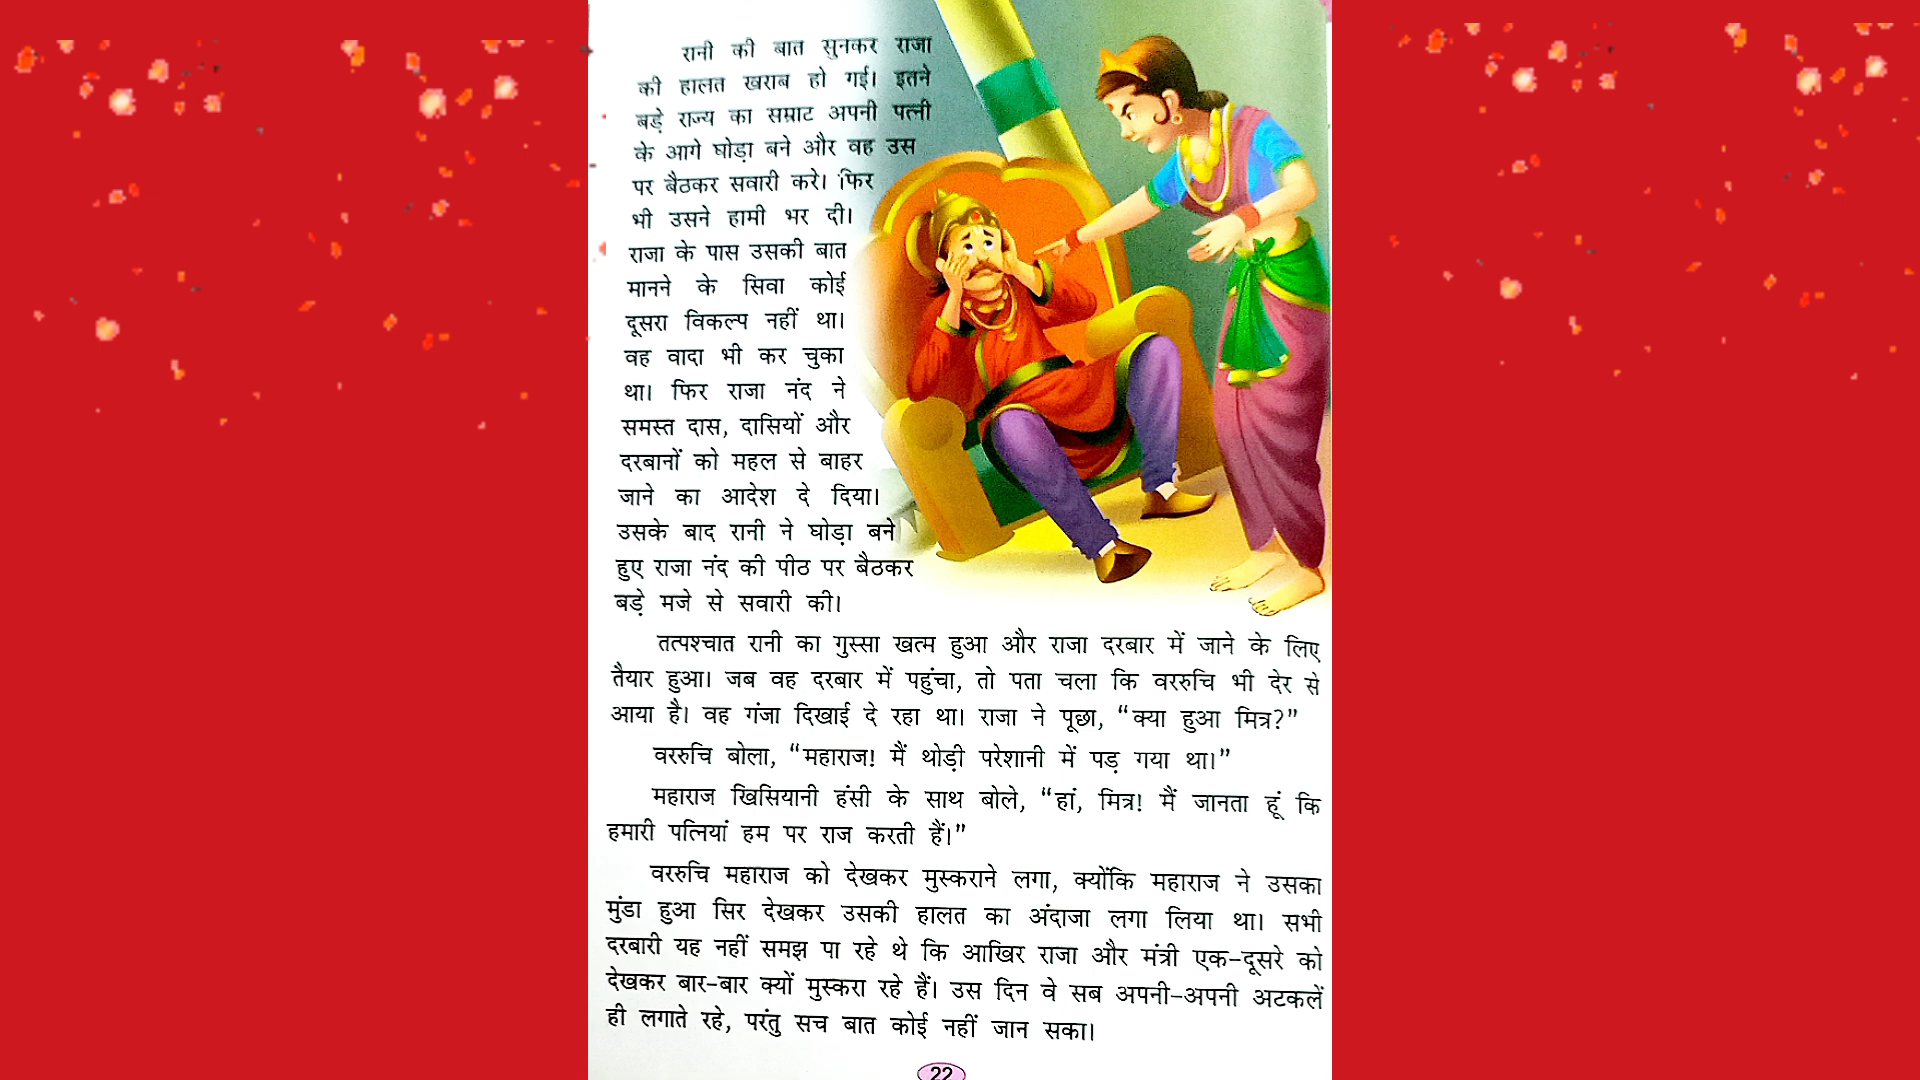 रानी की बात सुनकर राजा
की हालत खराब हो गई। इतने
बड़े राज्य का सम्राट अपनी पत्नी
के आगे घोड़ा बने और वह उस
पर बैठकर सवारी करे। फिर
भी उसने हामी भर दी।
राजा के पास उसकी बात
मानने के सिवा कोई
दूसरा विकल्प नहीं था।
वह वादा भी कर चुका
था। फिर राजा नंद ने
समस्त दास, दासियों और
दरबानों को महल से बाहर
जाने का आदेश दे दिया।
उसके बाद रानी ने घोड़ा बने
हुए राजा नंद की पीठ पर बैठकर
बड़े मजे से सवारी की।
तत्पश्चात रानी का गुस्सा खत्म हुआ और राजा दरबार में जाने के लिए
तैयार हुआ। जब वह दरबार में पहुंचा, तो पता चला कि वररुचि भी देर से
आया है। वह गंजा दिखाई दे रहा था। राजा ने पूछा, “क्या हुआ मित्र?”
वररुचि बोला, “महाराज! मैं थोड़ी परेशानी में पड़ गया था।”
महाराज खिसियानी हंसी के साथ बोले, “हां, मित्र! मैं जानता हूं कि
हमारी पत्नियां हम पर राज करती हैं।”
वररुचि महाराज को देखकर मुस्कराने लगा, क्योंकि महाराज ने उसका
मुंडा हुआ सिर देखकर उसकी हालत का अंदाजा लगा लिया था। सभी
दरबारी यह नहीं समझ पा रहे थे कि आखिर राजा और मंत्री एक-दूसरे को
देखकर बार-बार क्यों मुस्करा रहे हैं। उस दिन वे सब अपनी-अपनी अटकलें
ही लगाते रहे, परंतु सच बात कोई नहीं जान सका।
22